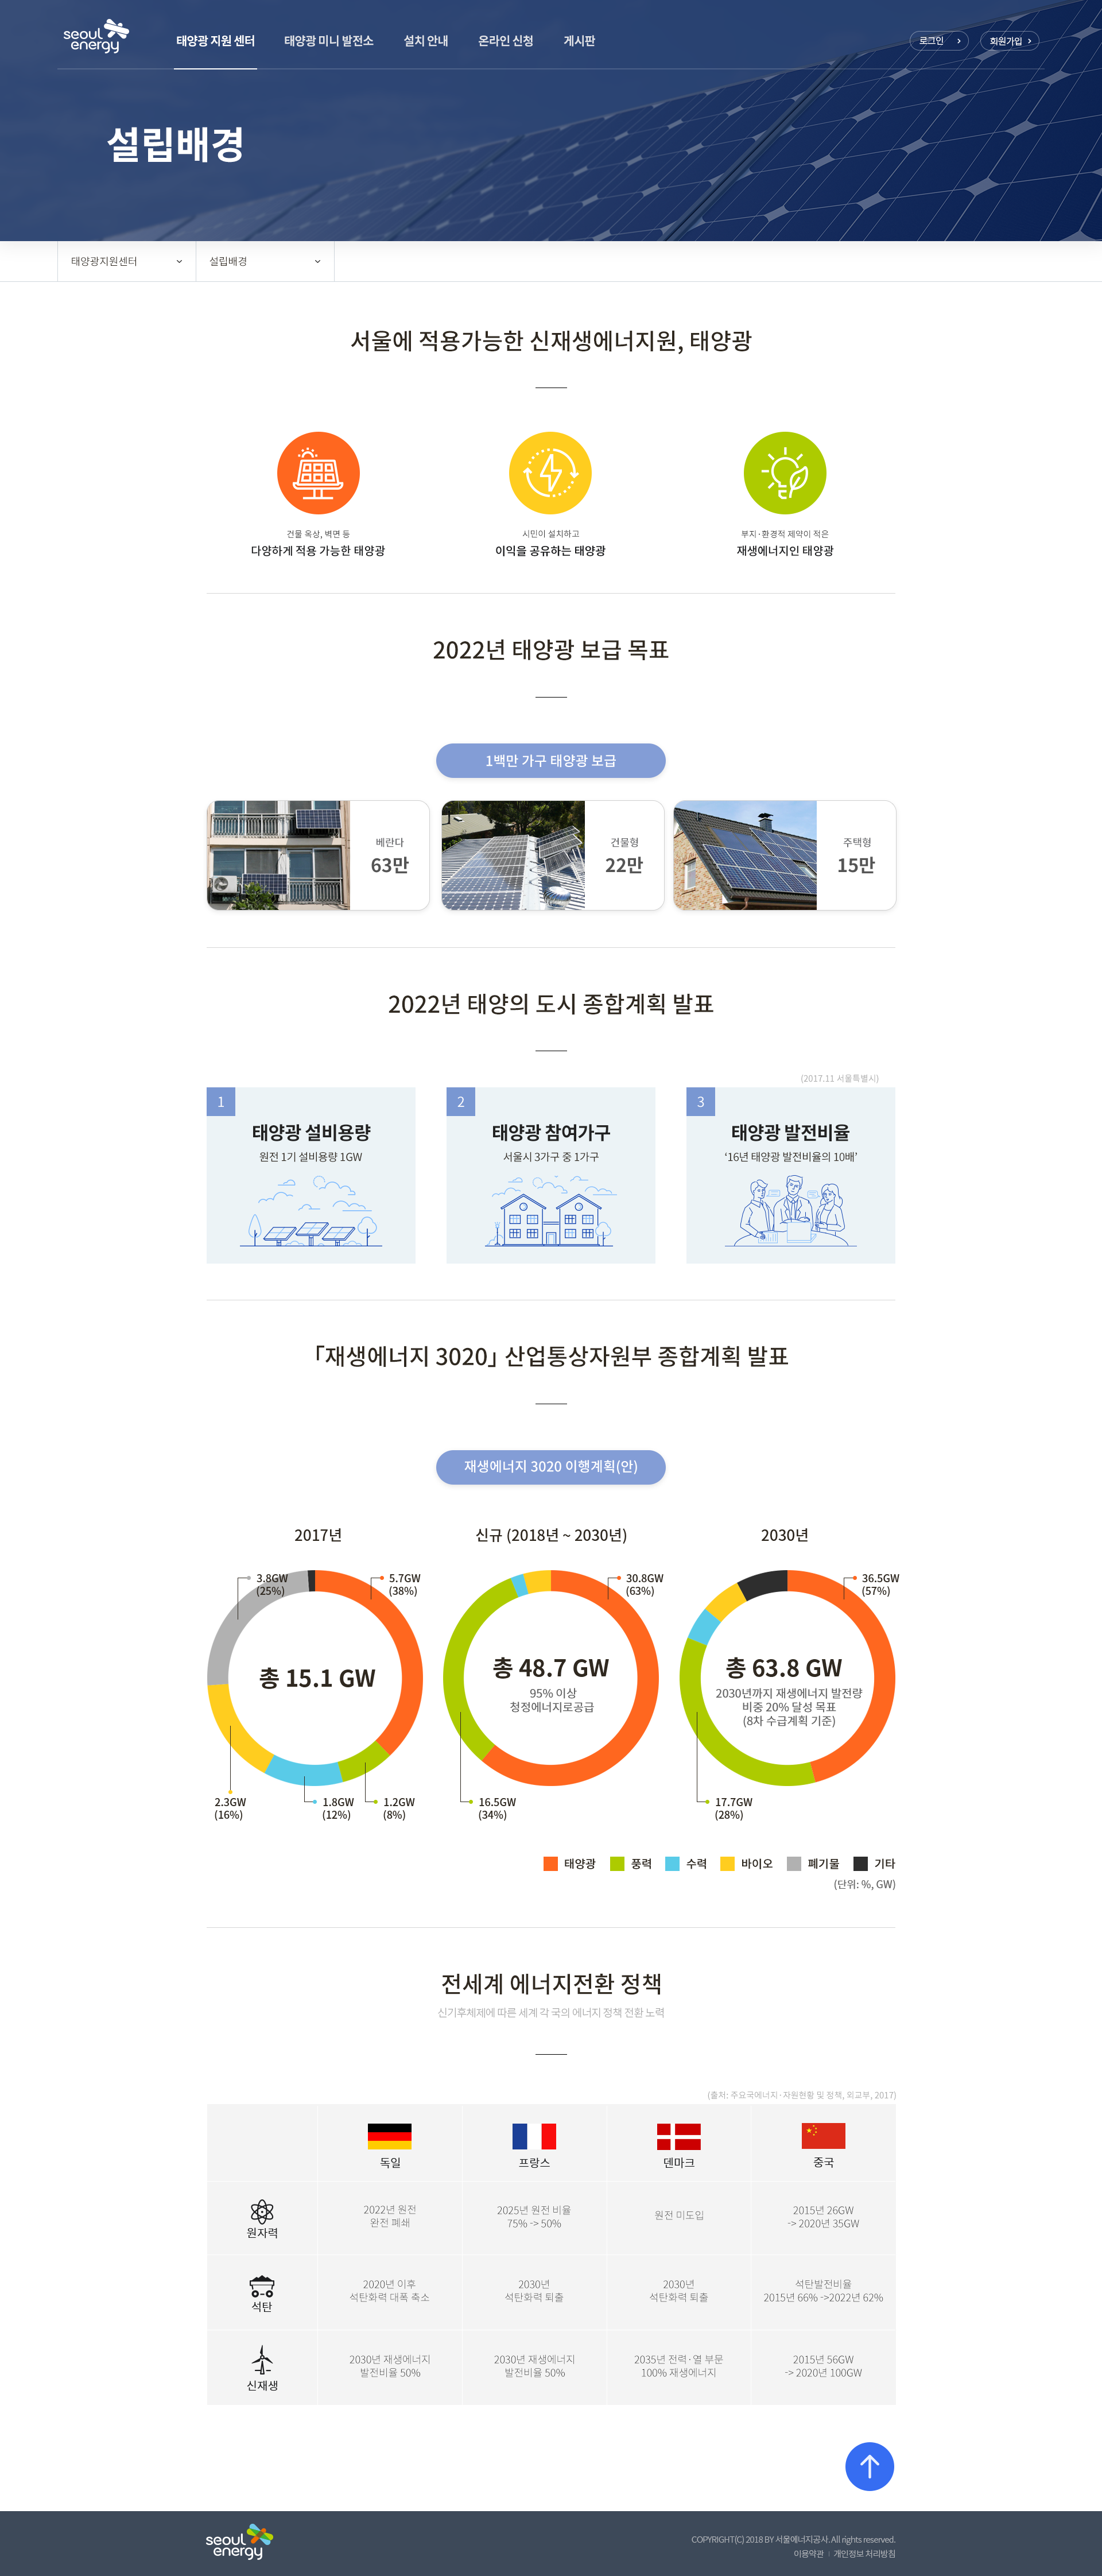 seoul energy
태양광 지원 센터
태양광 미니 발전소
설치 안내
온라인 신청
게시판
로그인
회원가입
설립배경
태양광지원센터
설립배경
서울에 적용가능한 신재생에너지원, 태양광
건물 옥상, 벽면 등
다양하게 적용 가능한 태양광
시민이 설치하고
이익을 공유하는 태양광
부지·환경적 제약이 적은
재생에너지인 태양광
2022년 태양광 보급 목표
1백만 가구 태양광 보급
베란다
63만
건물형
22만
주택형
15만
2022년 태양의 도시 종합계획 발표
(2017.11 서울특별시)
1
태양광 설비용량
원전 1기 설비용량 1GW
2
태양광 참여가구
서울시 3가구 중 1가구
3
태양광 발전비율
‘16년 태양광 발전비율의 10배’
「재생에너지 3020」 산업통상자원부 종합계획 발표
재생에너지 3020 이행계획(안)
2017년
3.8GW
(25%)
5.7GW
(38%)
총 15.1 GW
2.3GW
(16%)
1.8GW
(12%)
1.2GW
(8%)
신규 (2018년 ~ 2030년)
30.8GW
(63%)
총 48.7 GW
95% 이상
청정에너지로공급
16.5GW
(34%)
2030년
36.5GW
(57%)
총 63.8 GW
2030년까지 재생에너지 발전량
비중 20% 달성 목표
(8차 수급계획 기준)
17.7GW
(28%)
태양광
풍력
수력
바이오
폐기물
기타
(단위: %, GW)
전세계 에너지전환 정책
신기후체제에 따른 세계 각 국의 에너지 정책 전환 노력
(출처: 주요국에너지·자원현황 및 정책, 외교부, 2017)
독일
프랑스
덴마크
중국
원자력
2022년 원전
완전 폐쇄
2025년 원전 비율
75% -> 50%
원전 미도입
2015년 26GW
-> 2020년 35GW
석탄
2020년 이후
석탄화력 대폭 축소
2030년
석탄화력 퇴출
2030년
석탄화력 퇴출
석탄발전비율
2015년 66% ->2022년 62%
신재생
2030년 재생에너지
발전비율 50%
2030년 재생에너지
발전비율 50%
2035년 전력·열 부문
100% 재생에너지
2015년 56GW
-> 2020년 100GW
seoul energy
COPYRIGHT(C) 2018 BY 서울에너지공사. All rights reserved.
이용약관 | 개인정보 처리방침